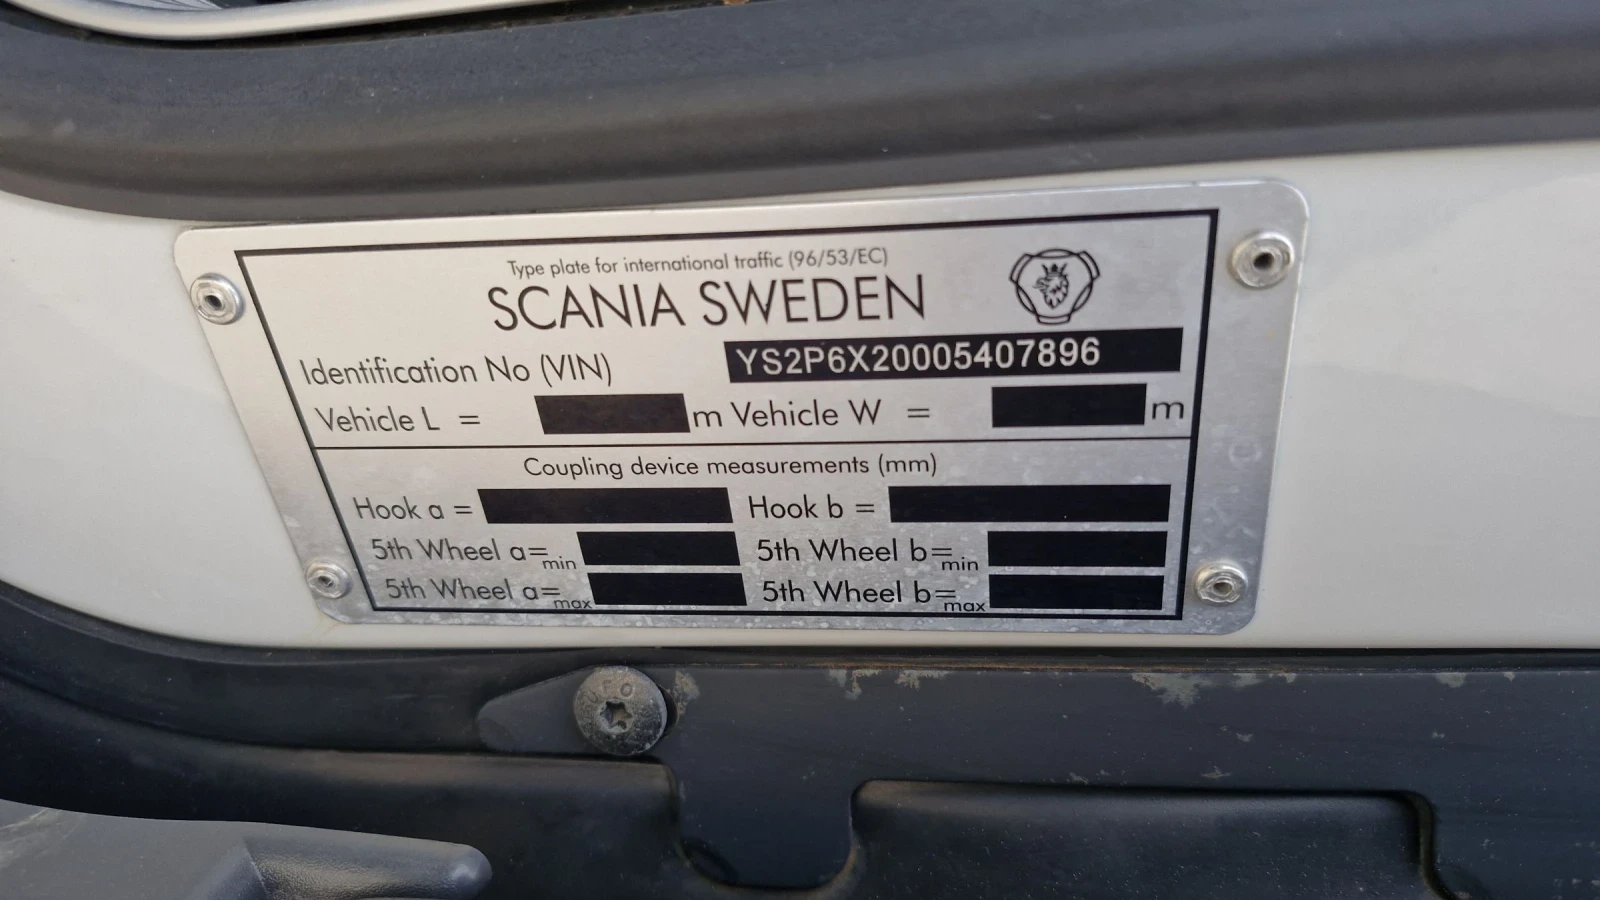 Type plate for international traffic (96/53/EC)
SCANIA SWEDEN
Identification No (VIN) YS2P6X20005407896
Vehicle L = m Vehicle W = m
Coupling device measurements (mm)
Hook a = Hook b =
5th Wheel a=min 5th Wheel b=min
5th Wheel a=max 5th Wheel b=max